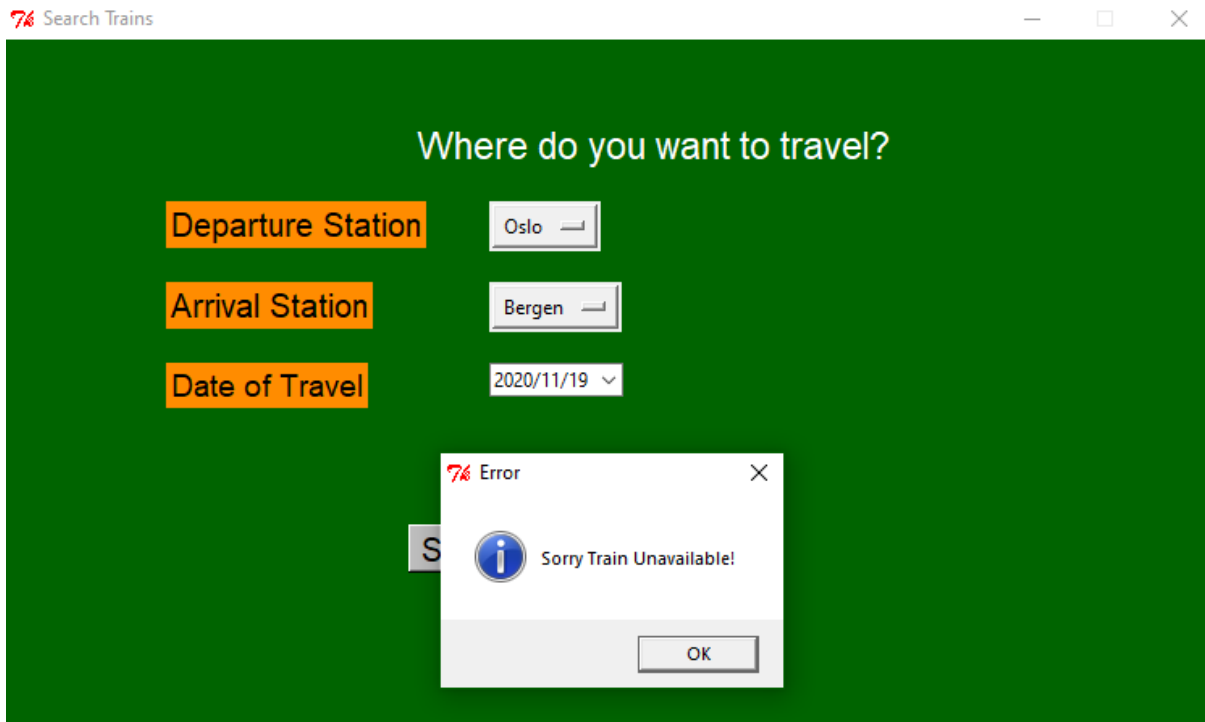 Search Trains
Where do you want to travel?
Departure Station
Oslo
Arrival Station
Bergen
Date of Travel
2020/11/19
Error
S
Sorry Train Unavailable!
OK